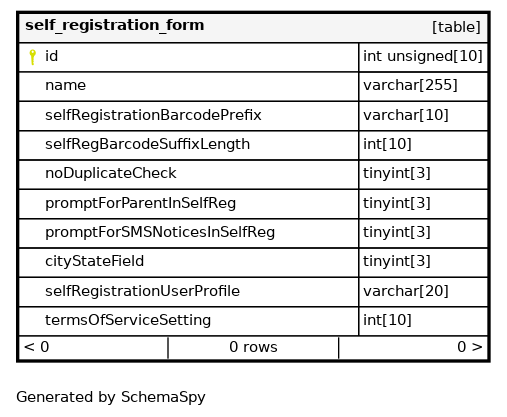 self_registration_form [table]
id int unsigned[10]
name varchar[255]
selfRegistrationBarcodePrefix varchar[10]
selfRegBarcodeSuffixLength int[10]
noDuplicateCheck tinyint[3]
promptForParentInSelfReg tinyint[3]
promptForSMSNoticesInSelfReg tinyint[3]
cityStateField tinyint[3]
selfRegistrationUserProfile varchar[20]
termsOfServiceSetting int[10]
< 0 0 rows 0 >
Generated by SchemaSpy